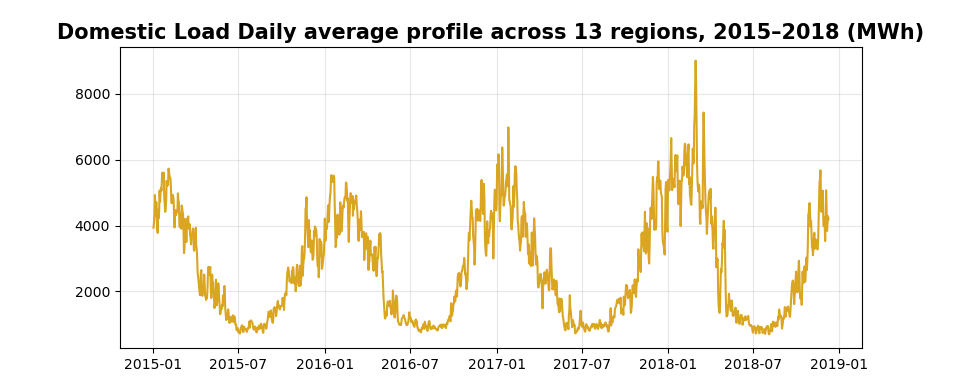 Domestic Load Daily average profile across 13 regions, 2015–2018 (MWh)
8000
6000
4000
2000
2015-01 2015-07 2016-01 2016-07 2017-01 2017-07 2018-01 2018-07 2019-01